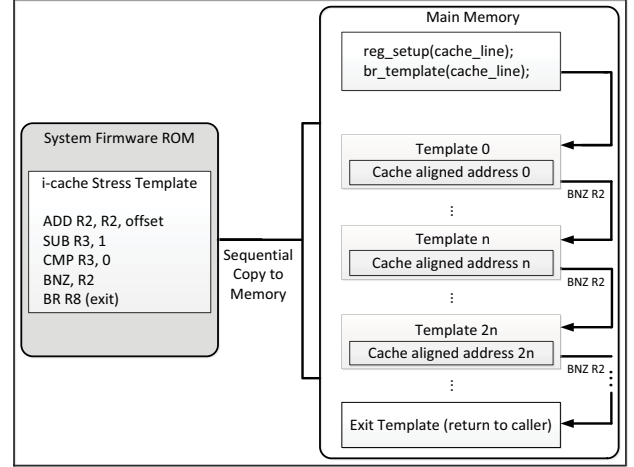 Main Memory
reg_setup(cache_line);
br_template(cache_line);
System Firmware ROM
i-cache Stress Template
ADD R2, R2, offset
SUB R3, 1
CMP R3, 0
BNZ, R2
BR R8 (exit)
Sequential
Copy to
Memory
Template 0
Cache aligned address 0
BNZ R2
⋮
Template n
Cache aligned address n
BNZ R2
⋮
Template 2n
Cache aligned address 2n
BNZ R2
⋮
Exit Template (return to caller)